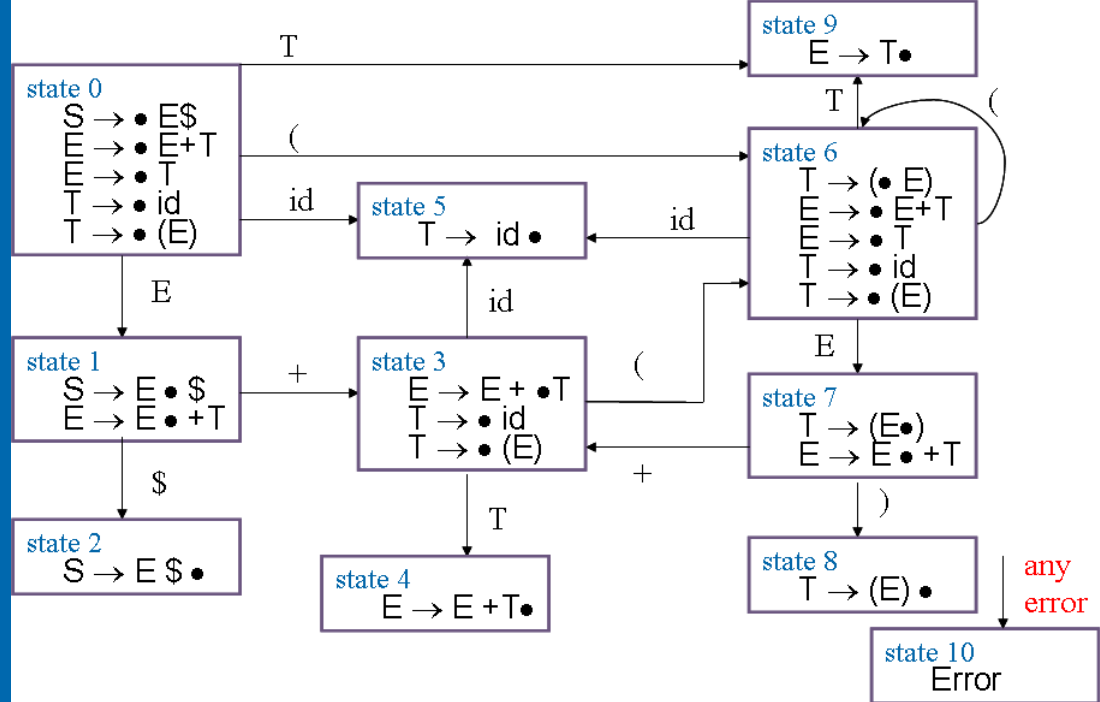 state 9
E → T●
T
state 0
S → ● E$
E → ● E+T
E → ● T
T → ● id
T → ● (E)
(
T
(
state 6
T → (● E)
E → ● E+T
E → ● T
T → ● id
T → ● (E)
id
state 5
T → id ●
id
E
id
state 1
S → E ● $
E → E ● +T
+
state 3
E → E + ●T
T → ● id
T → ● (E)
(
E
state 7
T → (E●)
E → E ● +T
+
$
T
)
state 2
S → E $ ●
state 4
E → E +T●
state 8
T → (E) ●
any
error
state 10
Error